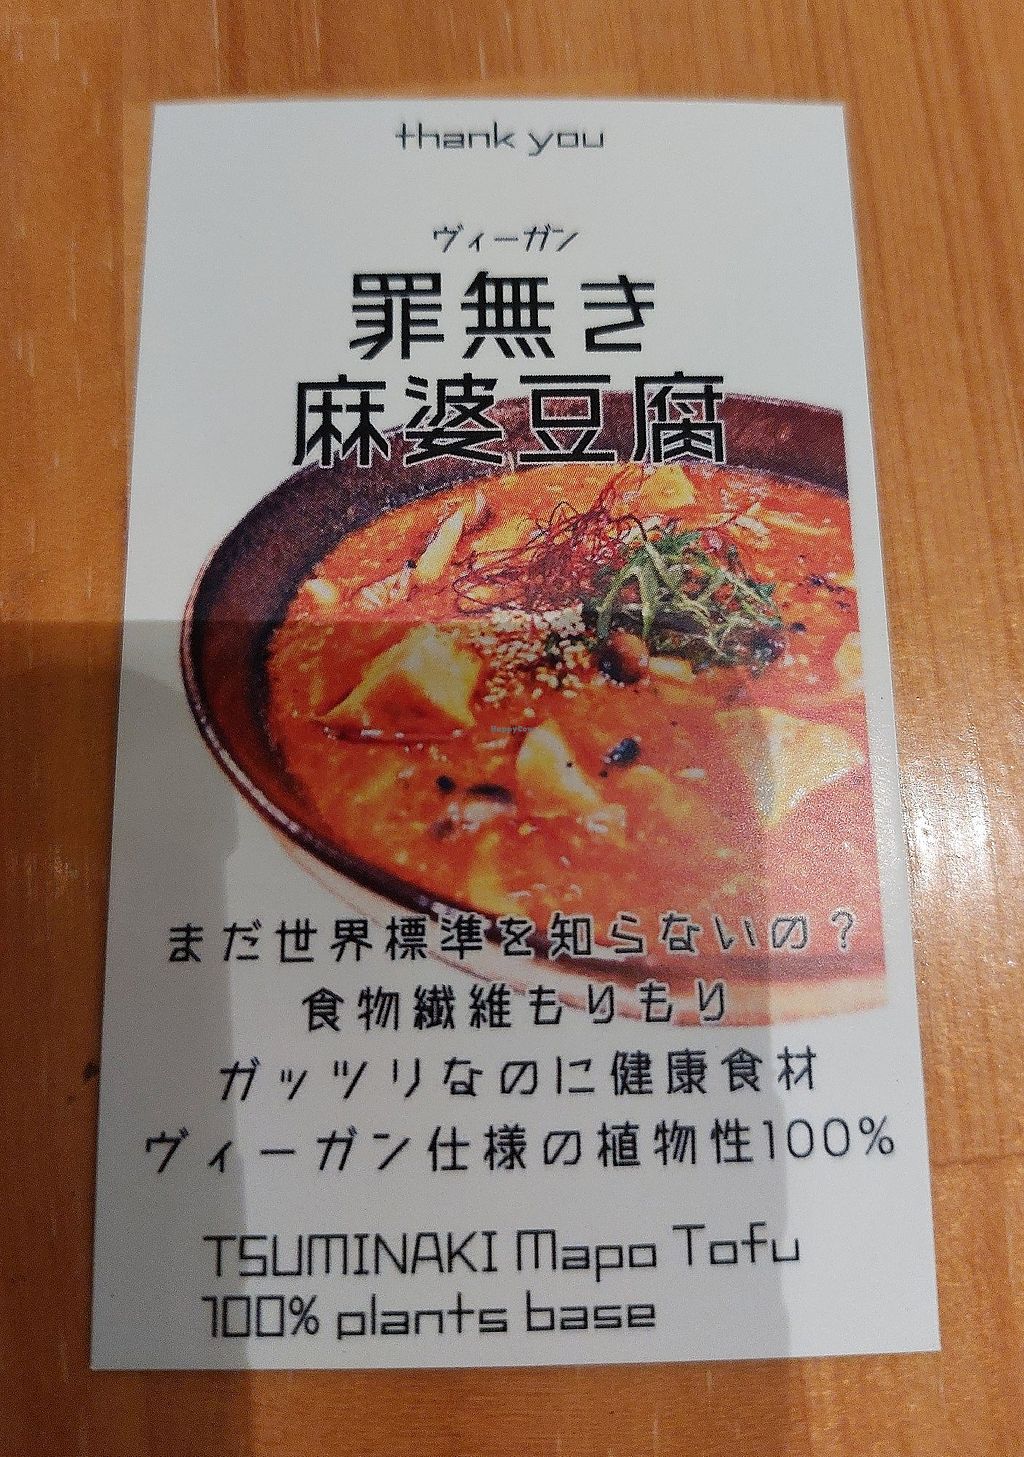 thank you
ヴィーガン
罪無き
麻婆豆腐
HappyCow
まだ世界標準を知らないの？
食物繊維もりもり
ガッツリなのに健康食材
ヴィーガン仕様の植物性100%
TSUMINAKI Mapo Tofu
100% plants base